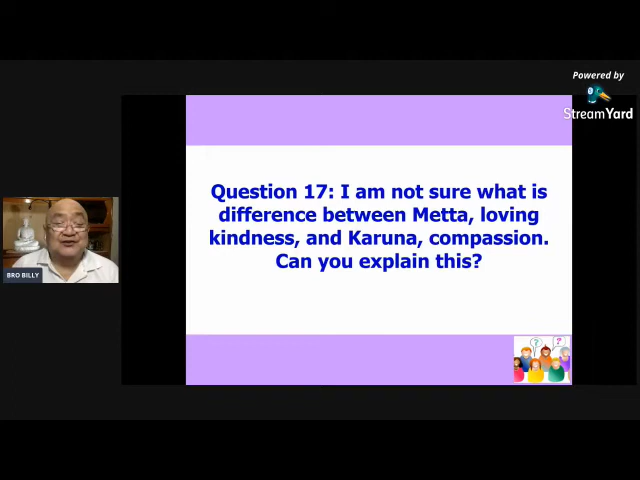 Powered by
StreamYard
Question 17: I am not sure what is
difference between Metta, loving
kindness, and Karuna, compassion.
Can you explain this?
BRO BILLY
? ?